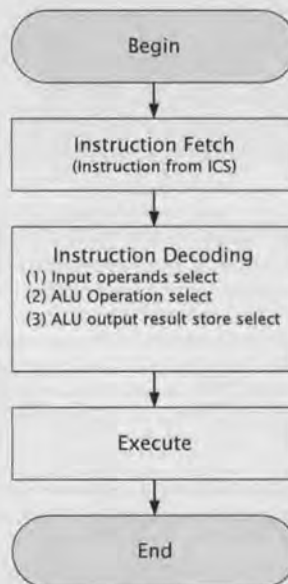 Begin
Instruction Fetch
(Instruction from ICS)
Instruction Decoding
(1) Input operands select
(2) ALU Operation select
(3) ALU output result store select
Execute
End